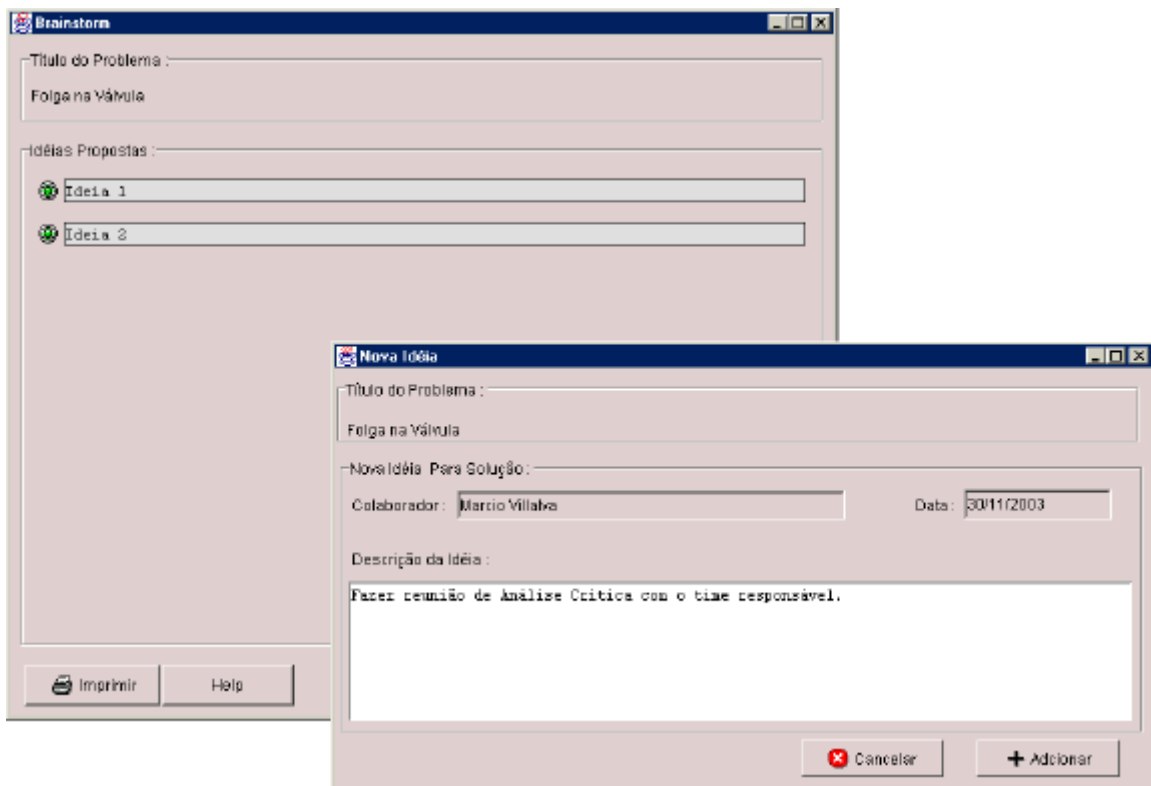 Brainstorm
Título do Problema :
Folga na Válvula
Idéias Propostas :
Ideia 1
Ideia 2
Imprimir
Help
Nova Idéia
Título do Problema :
Folga na Válvula
Nova Idéia Para Solução :
Colaborador : Marcio Villalva Data : 30/11/2003
Descrição da Idéia :
Fazer reunião de Análise Critica com o time responsável.
Cancelar
Adcionar